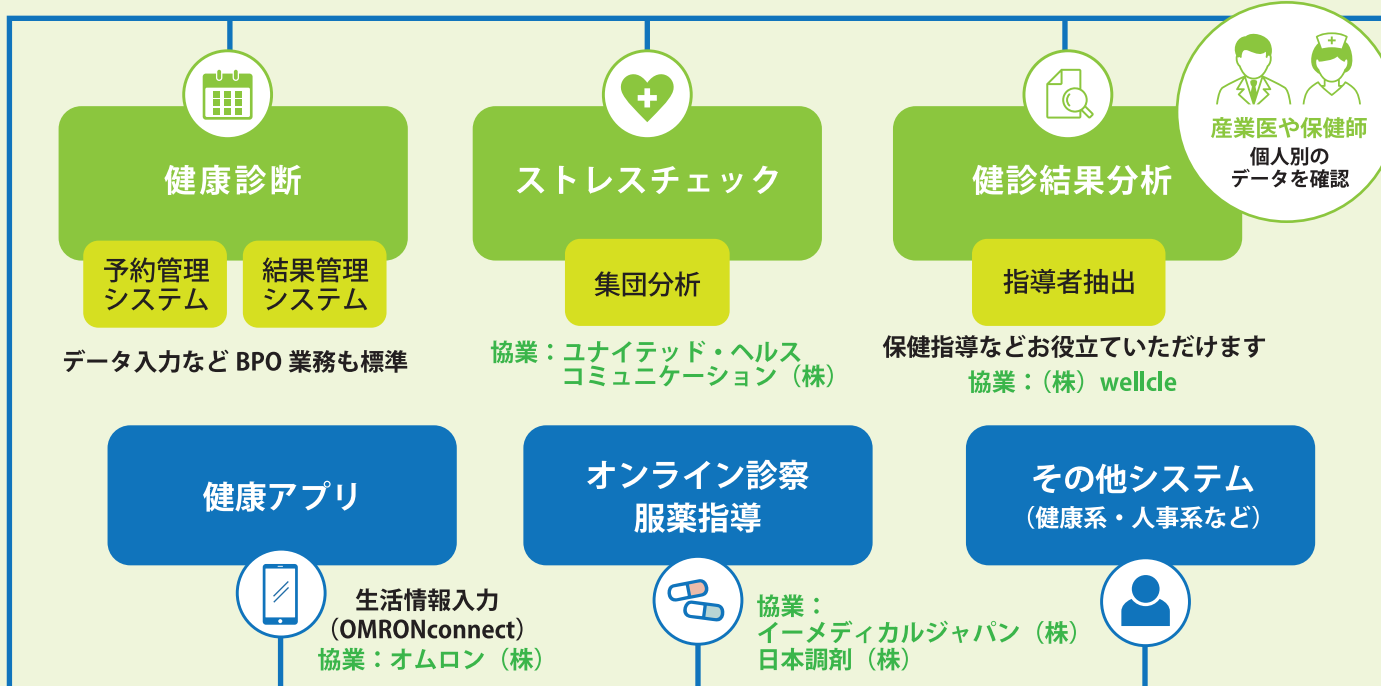 健康診断
予約管理
システム
結果管理
システム
データ入力など BPO 業務も標準
ストレスチェック
集団分析
協業：ユナイテッド・ヘルス
コミュニケーション（株）
健診結果分析
指導者抽出
保健指導などお役立ていただけます
協業：（株）wellcle
産業医や保健師
個人別の
データを確認
健康アプリ
生活情報入力
（OMRONconnect）
協業：オムロン（株）
オンライン診察
服薬指導
協業：
イーメディカルジャパン（株）
日本調剤（株）
その他システム
（健康系・人事系など）